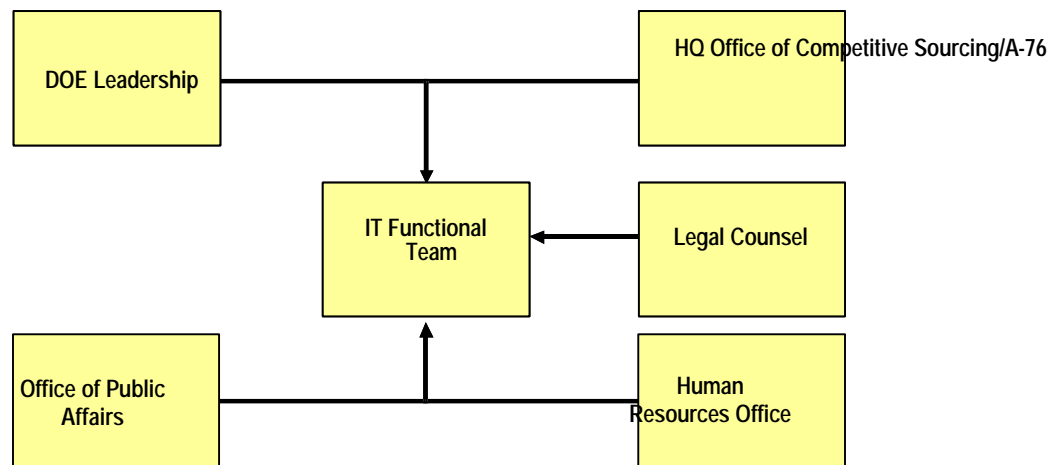 DOE Leadership
HQ Office of Competitive Sourcing/A-76
IT Functional
Team
Legal Counsel
Office of Public
Affairs
Human
Resources Office